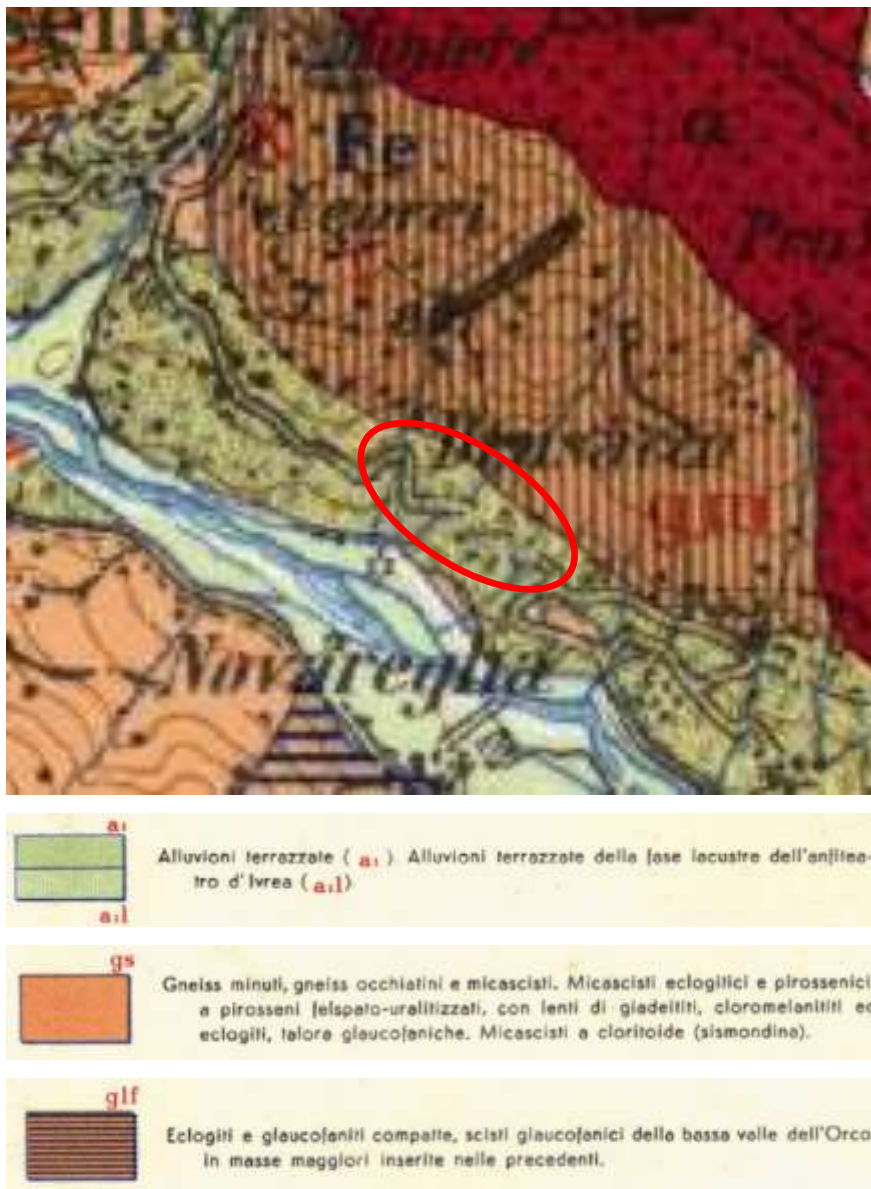 Re
Novareglia
a₁
Alluvioni terrazzate ( a₁ ) Alluvioni terrazzate della fase lacustre dell'anfitea-
tro d'Ivrea ( a₁l )
a₁l
gs
Gneiss minuti, gneiss occhiatini e micascisti. Micascisti eclogitici e pirossenici
a pirosseni felspato-uralitizzati, con lenti di giadeititi, cloromelanititi ed
eclogiti, talora glaucofaniche. Micascisti a cloritoide (sismondina).
glf
Eclogiti e glaucofaniti compatte, scisti glaucofanici della bassa valle dell'Orco
in masse maggiori inserite nelle precedenti.